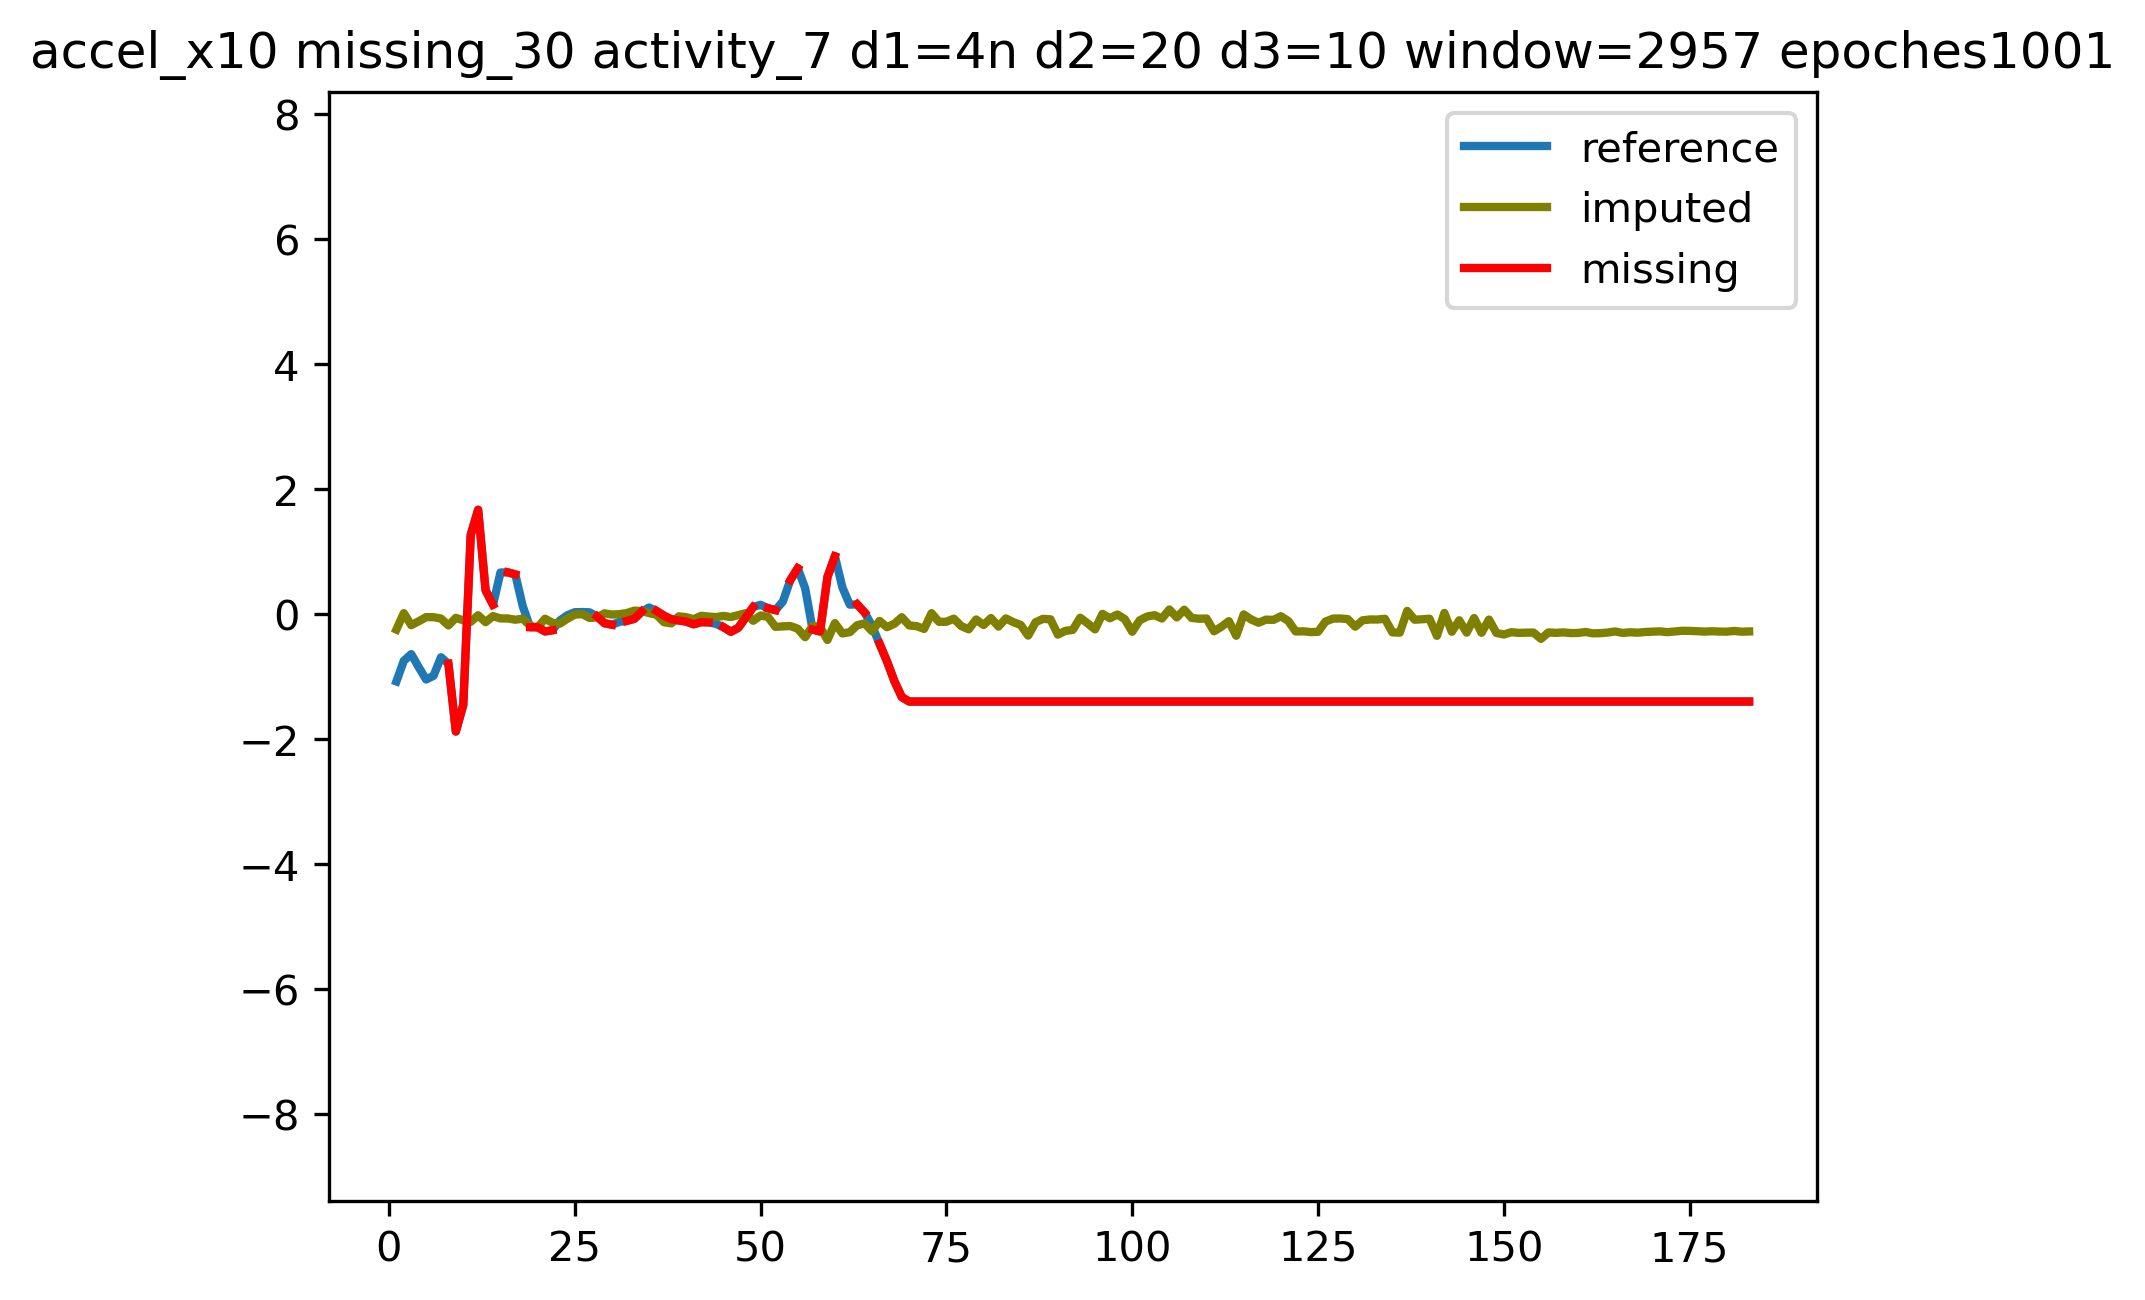 accel_x10 missing_30 activity_7 d1=4n d2=20 d3=10 window=2957 epoches1001
reference
imputed
missing
8
6
4
2
0
−2
−4
−6
−8
0 25 50 75 100 125 150 175